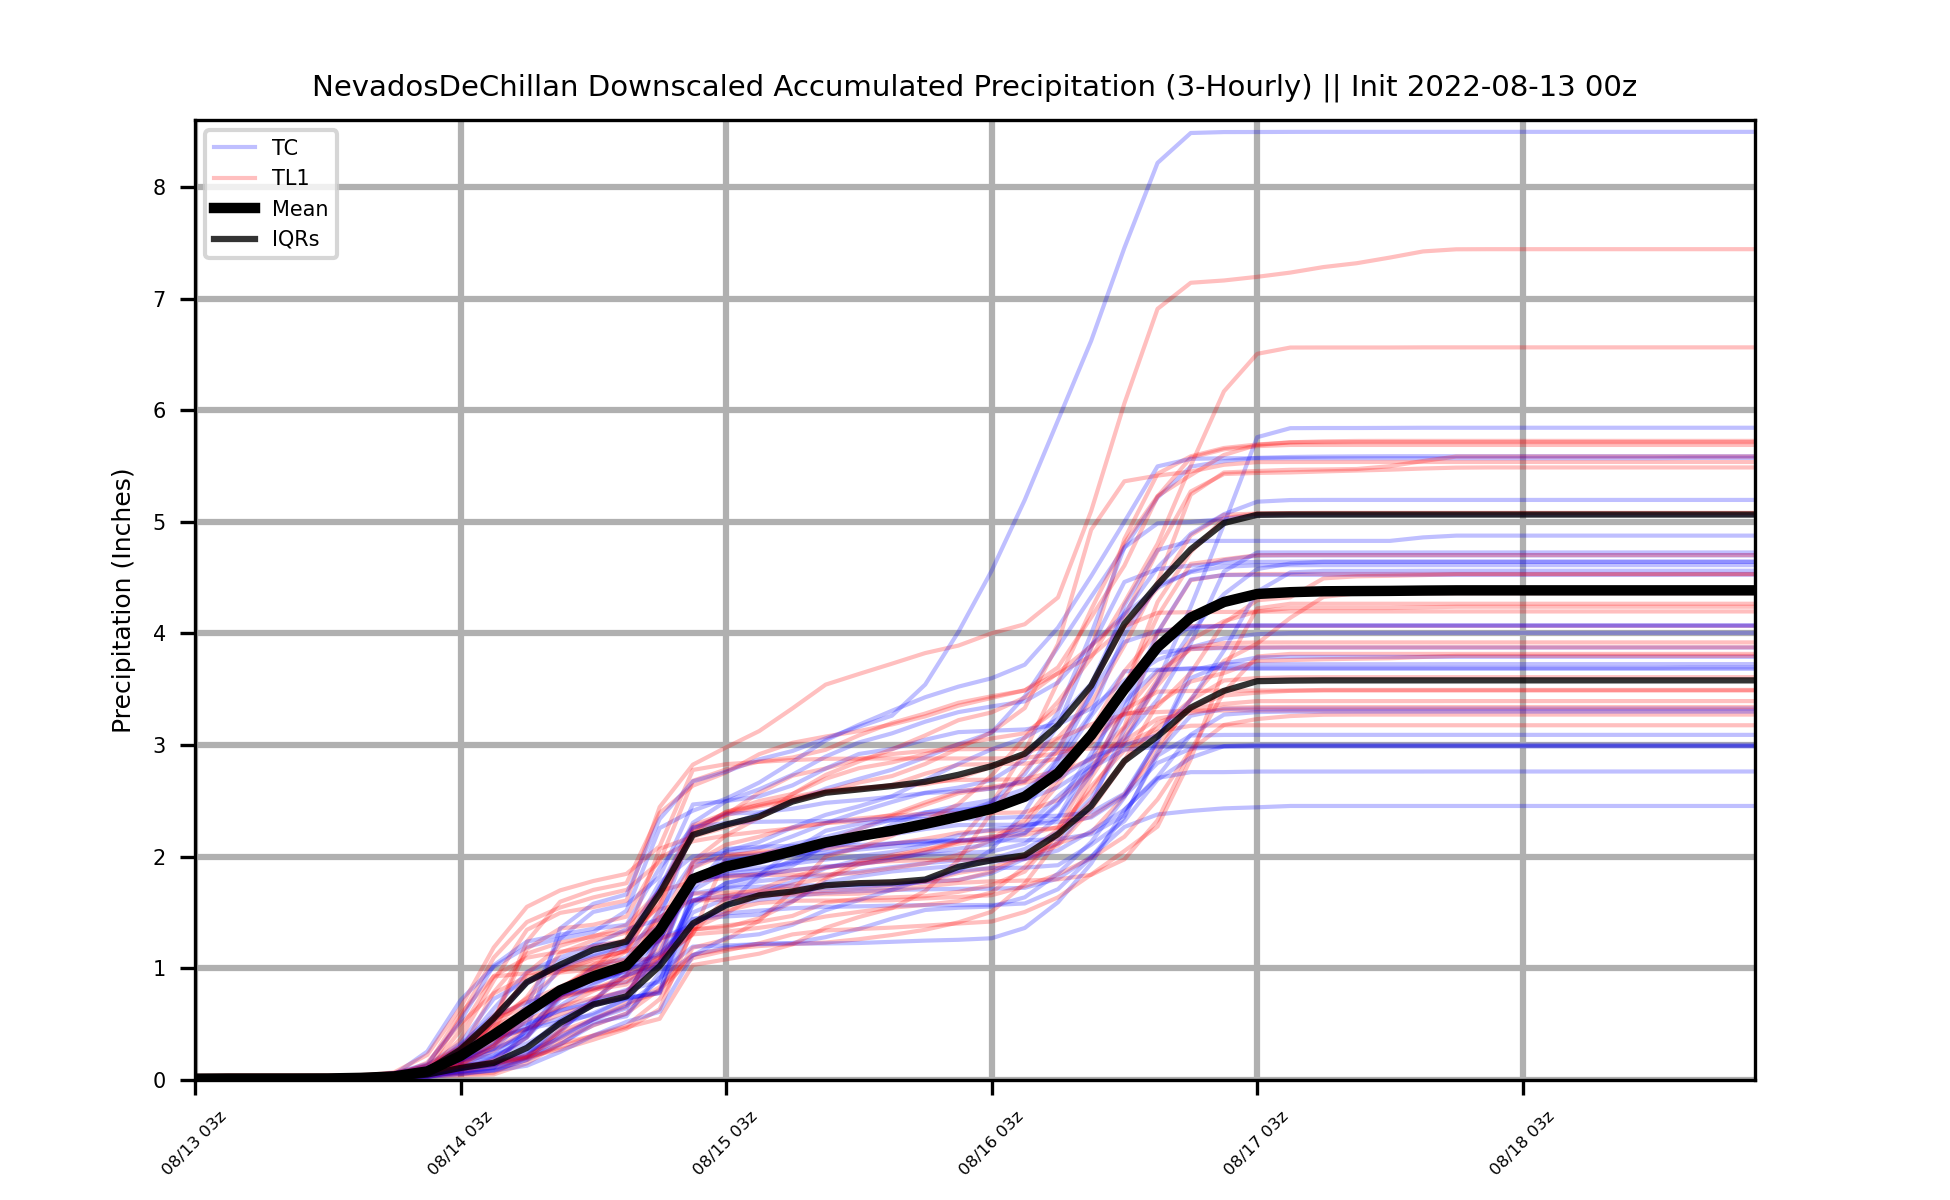 NevadosDeChillan Downscaled Accumulated Precipitation (3-Hourly) || Init 2022-08-13 00z
TC
TL1
Mean
IQRs
Precipitation (Inches)
8
7
6
5
4
3
2
1
0
08/13 03z
08/14 03z
08/15 03z
08/16 03z
08/17 03z
08/18 03z